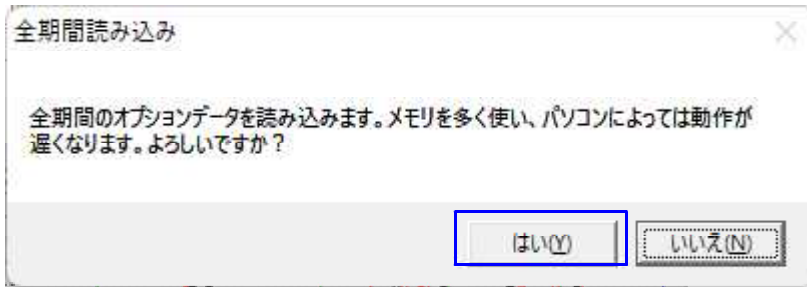 全期間読み込み
全期間のオプションデータを読み込みます。メモリを多く使い、パソコンによっては動作が
遅くなります。よろしいですか？
はい(Y)
いいえ(N)